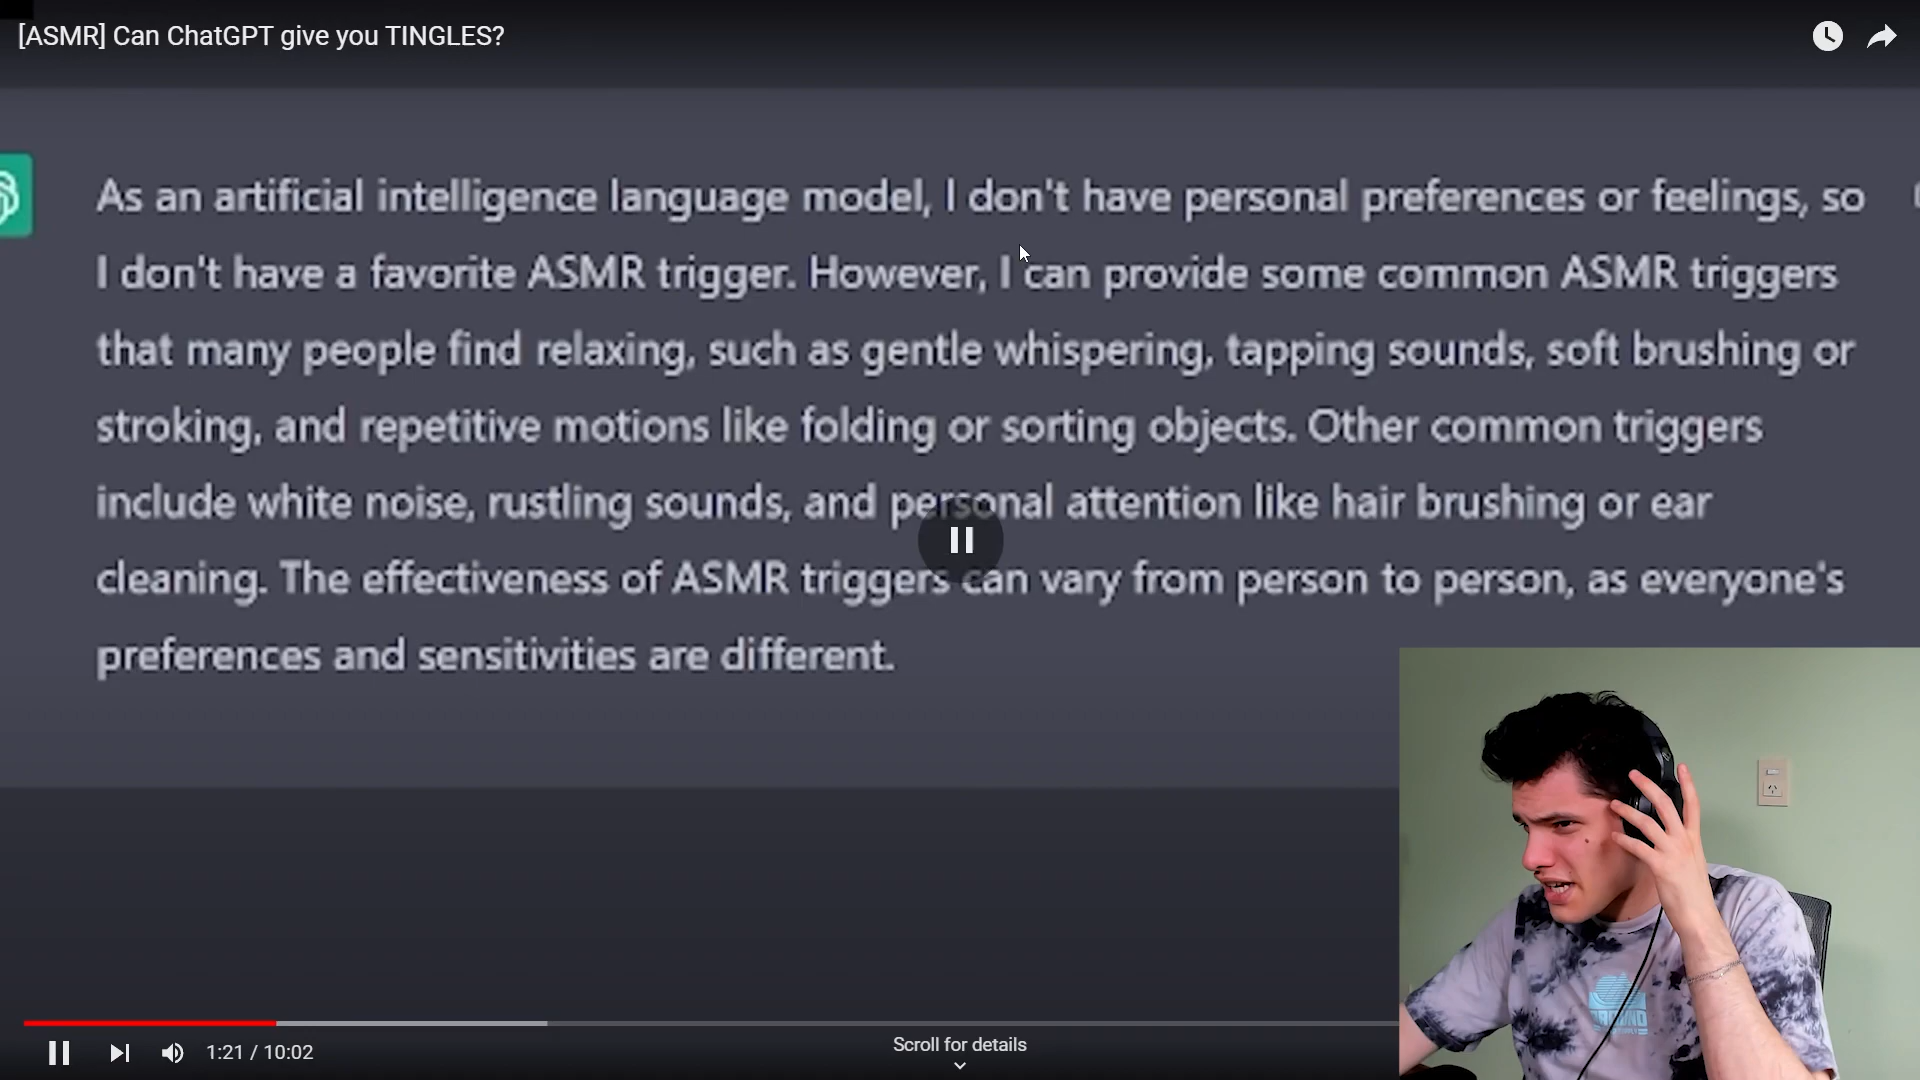 [ASMR] Can ChatGPT give you TINGLES?
As an artificial intelligence language model, I don't have personal preferences or feelings, so
I don't have a favorite ASMR trigger. However, I can provide some common ASMR triggers
that many people find relaxing, such as gentle whispering, tapping sounds, soft brushing or
stroking, and repetitive motions like folding or sorting objects. Other common triggers
include white noise, rustling sounds, and personal attention like hair brushing or ear
cleaning. The effectiveness of ASMR triggers can vary from person to person, as everyone's
preferences and sensitivities are different.
1:21 / 10:02
Scroll for details